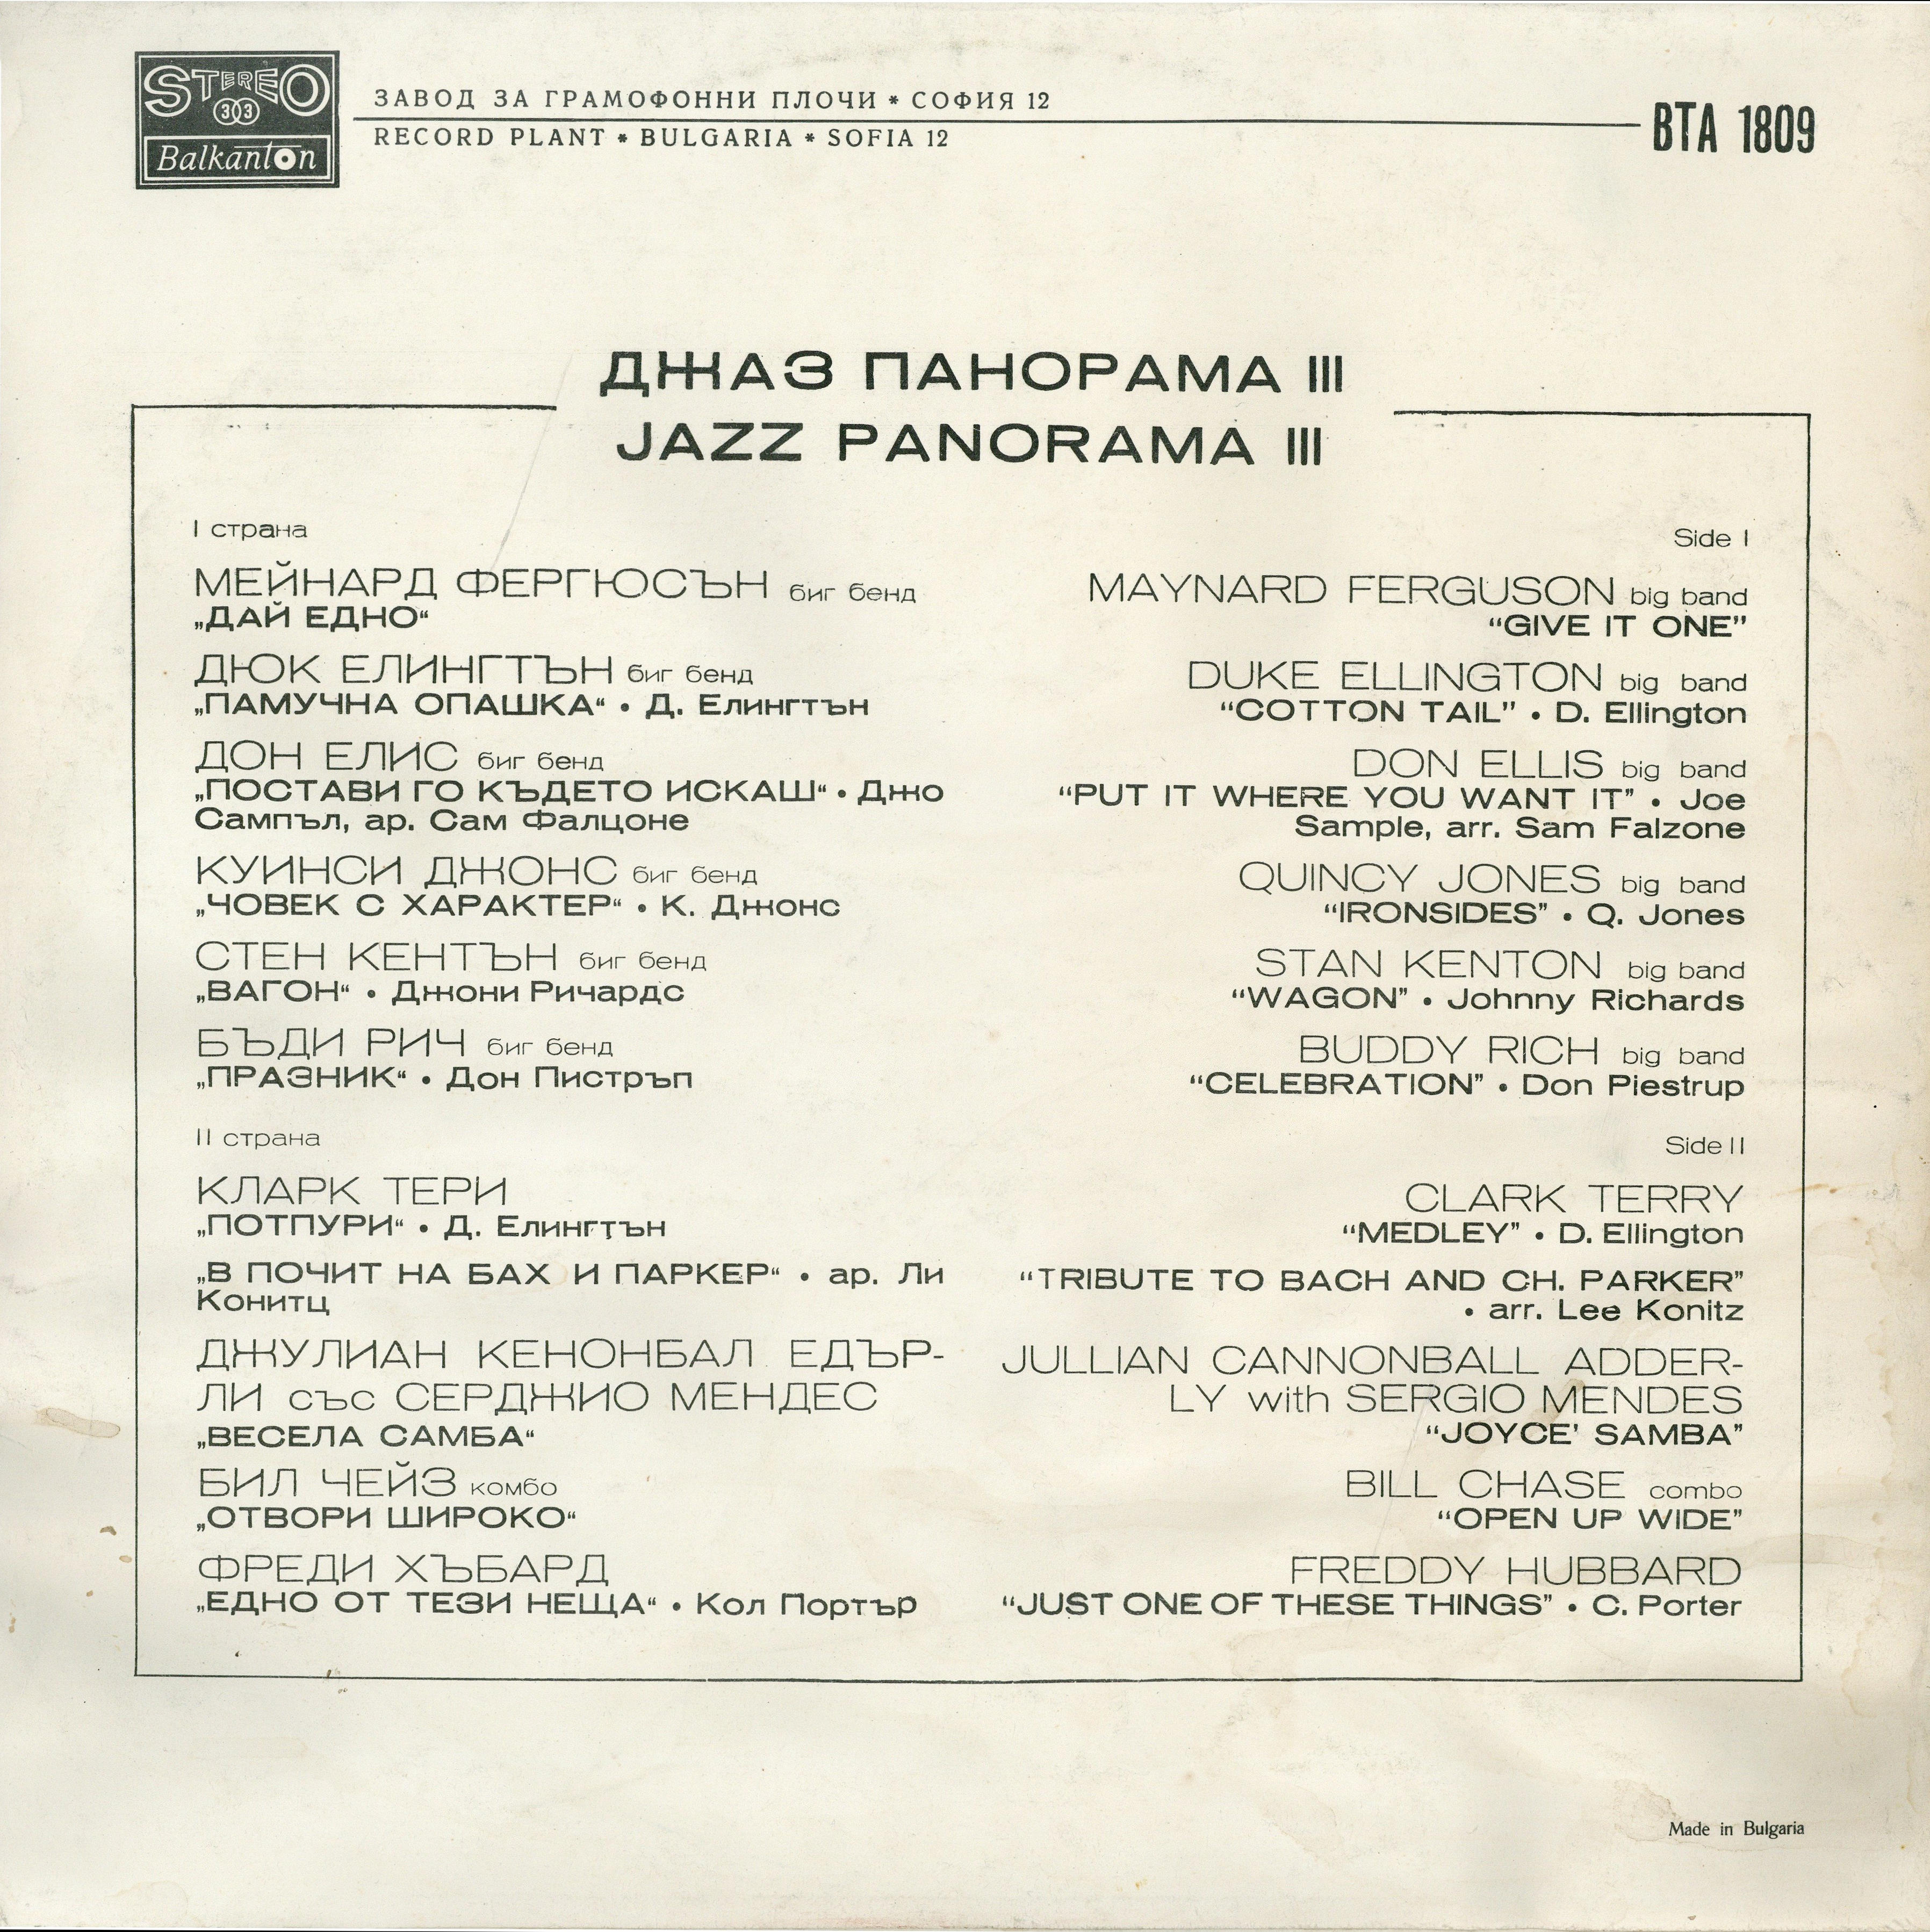 STEREO
33
Balkanton
ЗАВОД ЗА ГРАМОФОННИ ПЛОЧИ * СОФИЯ 12
RECORD PLANT * BULGARIA * SOFIA 12
ВТА 1809
ДЖАЗ ПАНОРАМА III
JAZZ PANORAMA III
I страна
МЕЙНАРД ФЕРГЮСЪН биг бенд
„ДАЙ ЕДНО“
ДЮК ЕЛИНГТЪН биг бенд
„ПАМУЧНА ОПАШКА“ • Д. Елингтън
ДОН ЕЛИС биг бенд
„ПОСТАВИ ГО КЪДЕТО ИСКАШ“ • Джо
Сампъл, ар. Сам Фалцоне
КУИНСИ ДЖОНС биг бенд
„ЧОВЕК С ХАРАКТЕР“ • К. Джонс
СТЕН КЕНТЪН биг бенд
„ВАГОН“ • Джони Ричардс
БЪДИ РИЧ биг бенд
„ПРАЗНИК“ • Дон Пистръп
II страна
КЛАРК ТЕРИ
„ПОТПУРИ“ • Д. Елингтън
„В ПОЧИТ НА БАХ И ПАРКЕР“ • ар. Ли
Конитц
ДЖУЛИАН КЕНОНБАЛ ЕДЪР-
ЛИ със СЕРДЖИО МЕНДЕС
„ВЕСЕЛА САМБА“
БИЛ ЧЕЙЗ комбо
„ОТВОРИ ШИРОКО“
ФРЕДИ ХЪБАРД
„ЕДНО ОТ ТЕЗИ НЕЩА“ • Кол Портър
Side I
MAYNARD FERGUSON big band
“GIVE IT ONE”
DUKE ELLINGTON big band
“COTTON TAIL” • D. Ellington
DON ELLIS big band
“PUT IT WHERE YOU WANT IT” • Joe
Sample, arr. Sam Falzone
QUINCY JONES big band
“IRONSIDES” • Q. Jones
STAN KENTON big band
“WAGON” • Johnny Richards
BUDDY RICH big band
“CELEBRATION” • Don Piestrup
Side II
CLARK TERRY
“MEDLEY” • D. Ellington
“TRIBUTE TO BACH AND CH. PARKER”
• arr. Lee Konitz
JULLIAN CANNONBALL ADDER-
LY with SERGIO MENDES
“JOYCE’ SAMBA”
BILL CHASE combo
“OPEN UP WIDE”
FREDDY HUBBARD
“JUST ONE OF THESE THINGS” • C. Porter
Made in Bulgaria